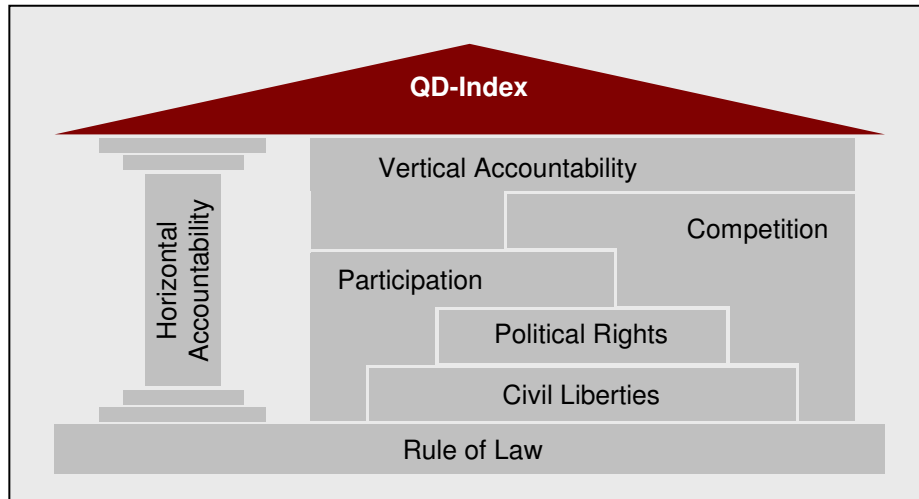 QD-Index
Vertical Accountability
Competition
Horizontal
Accountability
Participation
Political Rights
Civil Liberties
Rule of Law